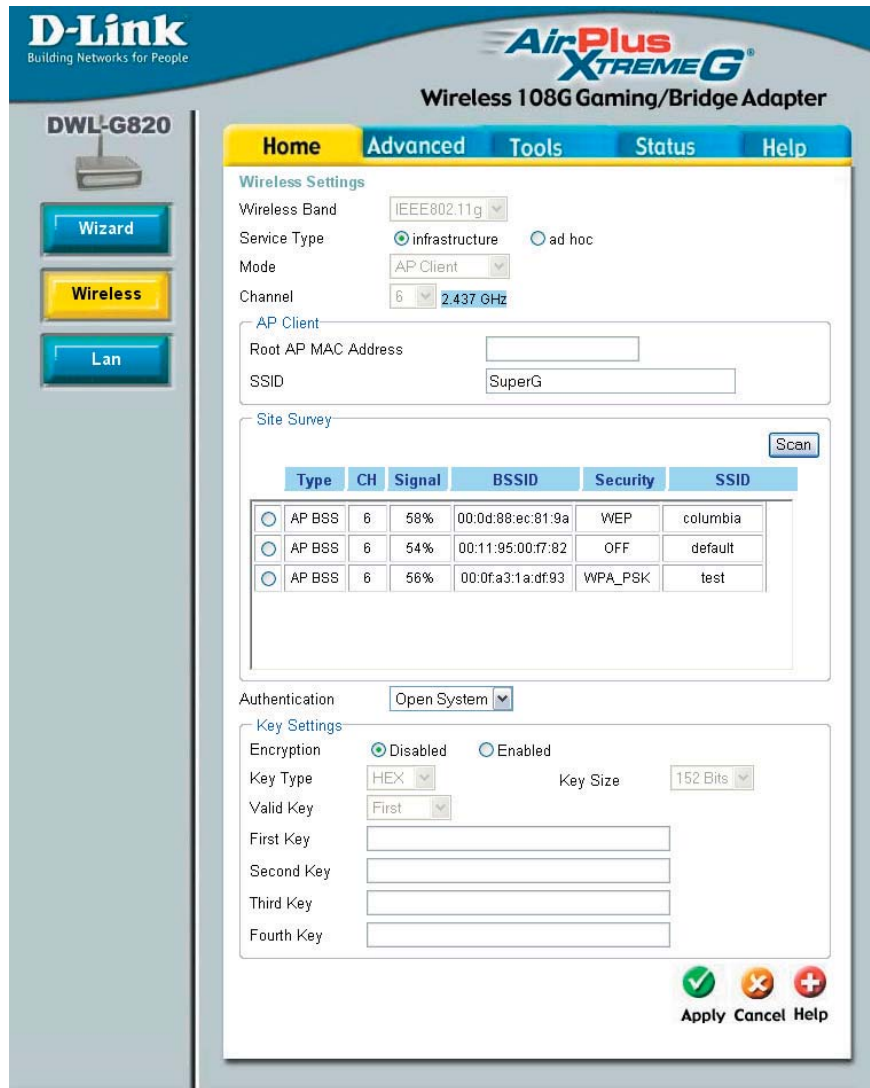 D-Link
Building Networks for People
AirPlus
XTREME G®
Wireless 108G Gaming/Bridge Adapter
DWL-G820
Home Advanced Tools Status Help
Wizard
Wireless
Lan
Wireless Settings
Wireless Band IEEE802.11g
Service Type infrastructure ad hoc
Mode AP Client
Channel 6 2.437 GHz
AP Client
Root AP MAC Address
SSID SuperG
Site Survey
Scan
Type CH Signal BSSID Security SSID
AP BSS 6 58% 00:0d:88:ec:81:9a WEP columbia
AP BSS 6 54% 00:11:95:00:f7:82 OFF default
AP BSS 6 56% 00:0f:a3:1a:df:93 WPA_PSK test
Authentication Open System
Key Settings
Encryption Disabled Enabled
Key Type HEX Key Size 152 Bits
Valid Key First
First Key
Second Key
Third Key
Fourth Key
Apply Cancel Help